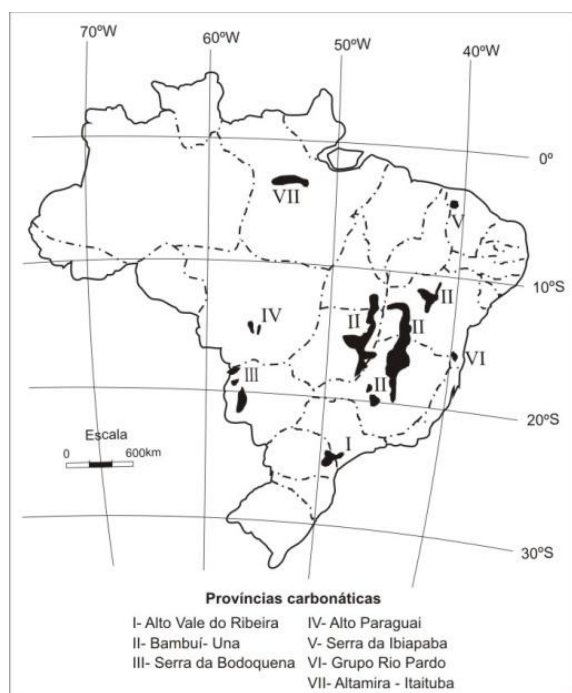 70ºW
60ºW
50ºW
40ºW
0º
VII
V
10ºS
II
IV
II
II
VI
III
II
20ºS
Escala
0 600km
I
30ºS
Províncias carbonáticas
I- Alto Vale do Ribeira
II- Bambuí- Una
III- Serra da Bodoquena
IV- Alto Paraguai
V- Serra da Ibiapaba
VI- Grupo Rio Pardo
VII- Altamira - Itaituba